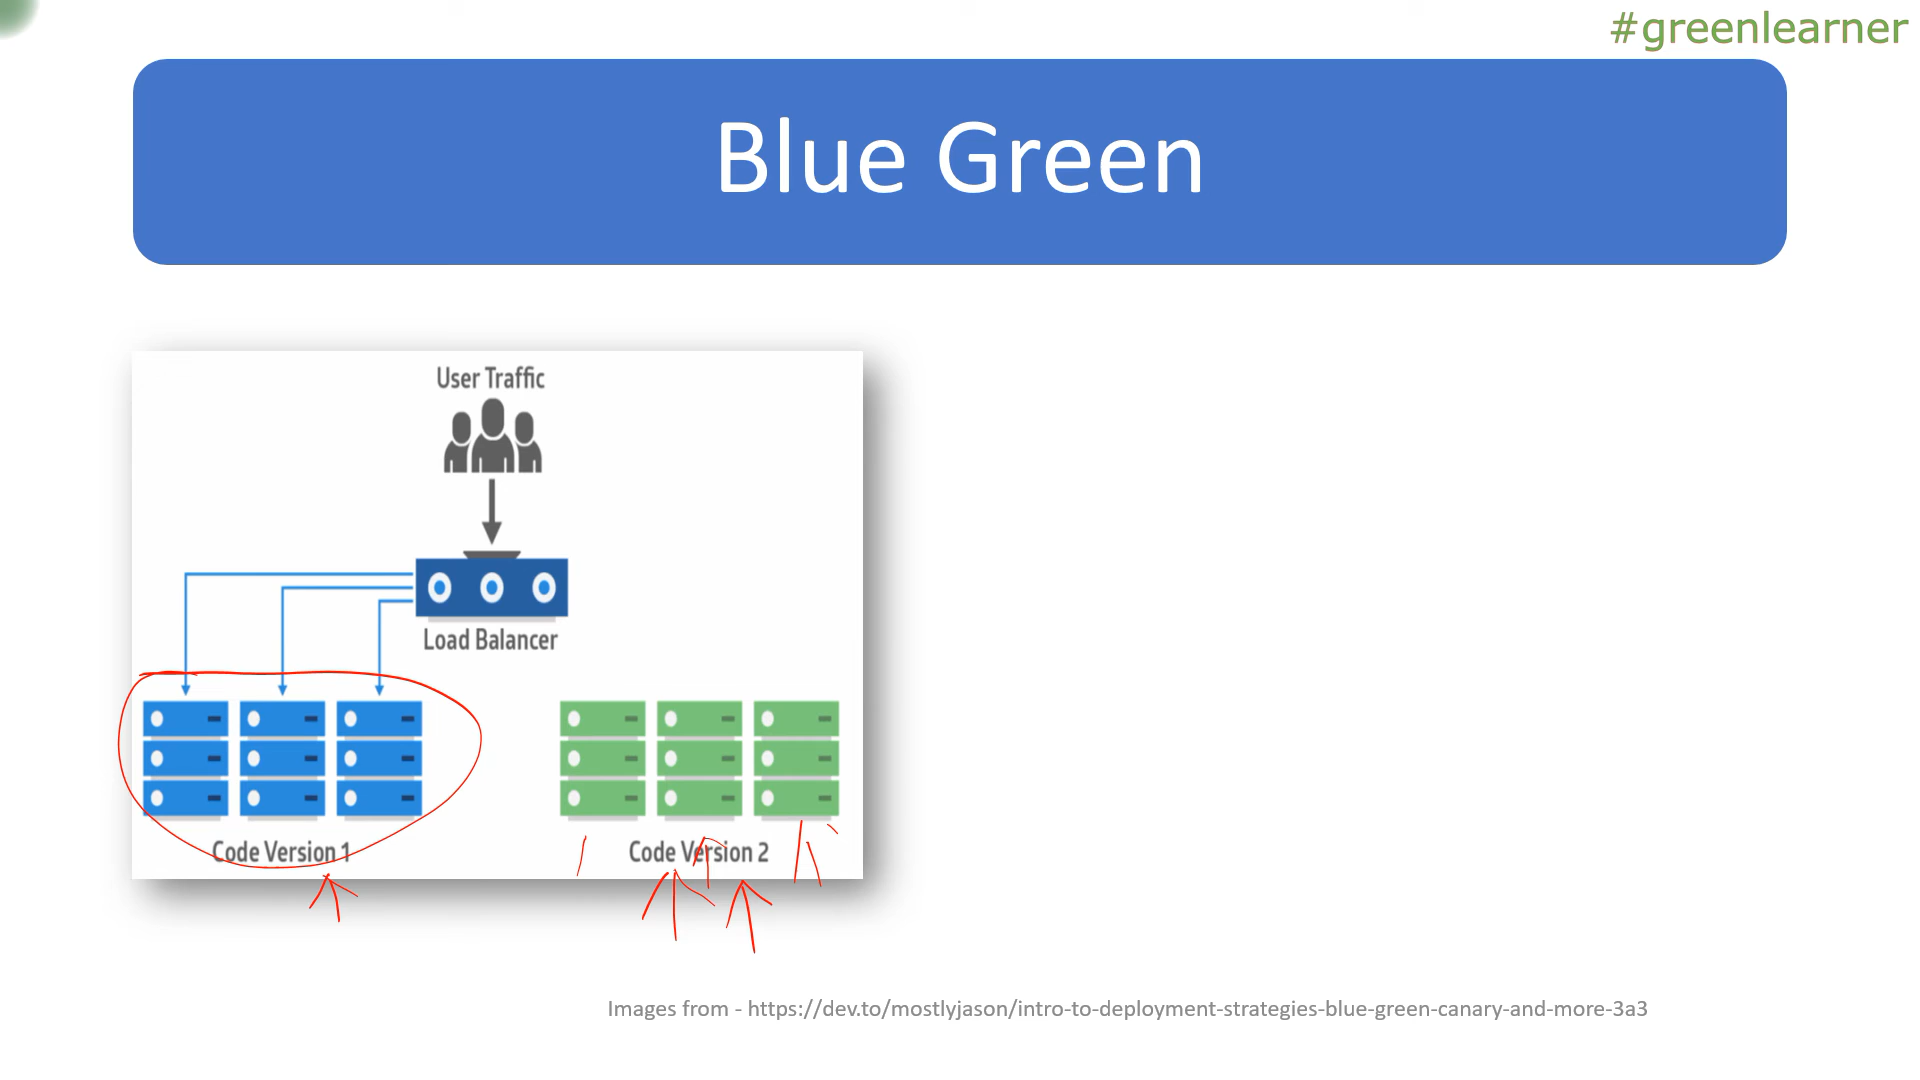 #greenlearner
Blue Green
User Traffic
Load Balancer
Code Version 1
Code Version 2
Images from - https://dev.to/mostlyjason/intro-to-deployment-strategies-blue-green-canary-and-more-3a3